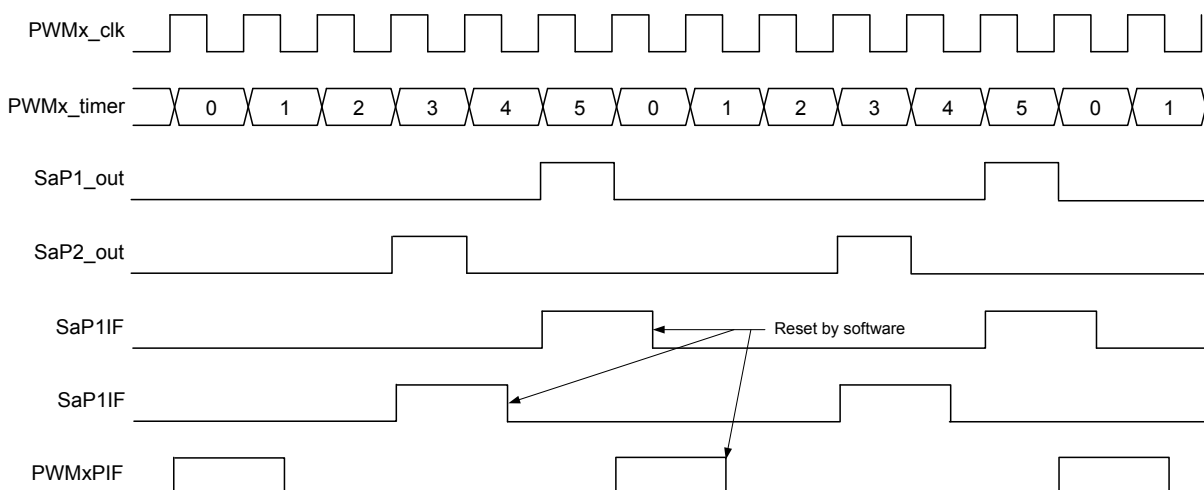 PWMx_clk
PWMx_timer 0 1 2 3 4 5 0 1 2 3 4 5 0 1
SaP1_out
SaP2_out
SaP1IF
Reset by software
SaP1IF
PWMxPIF